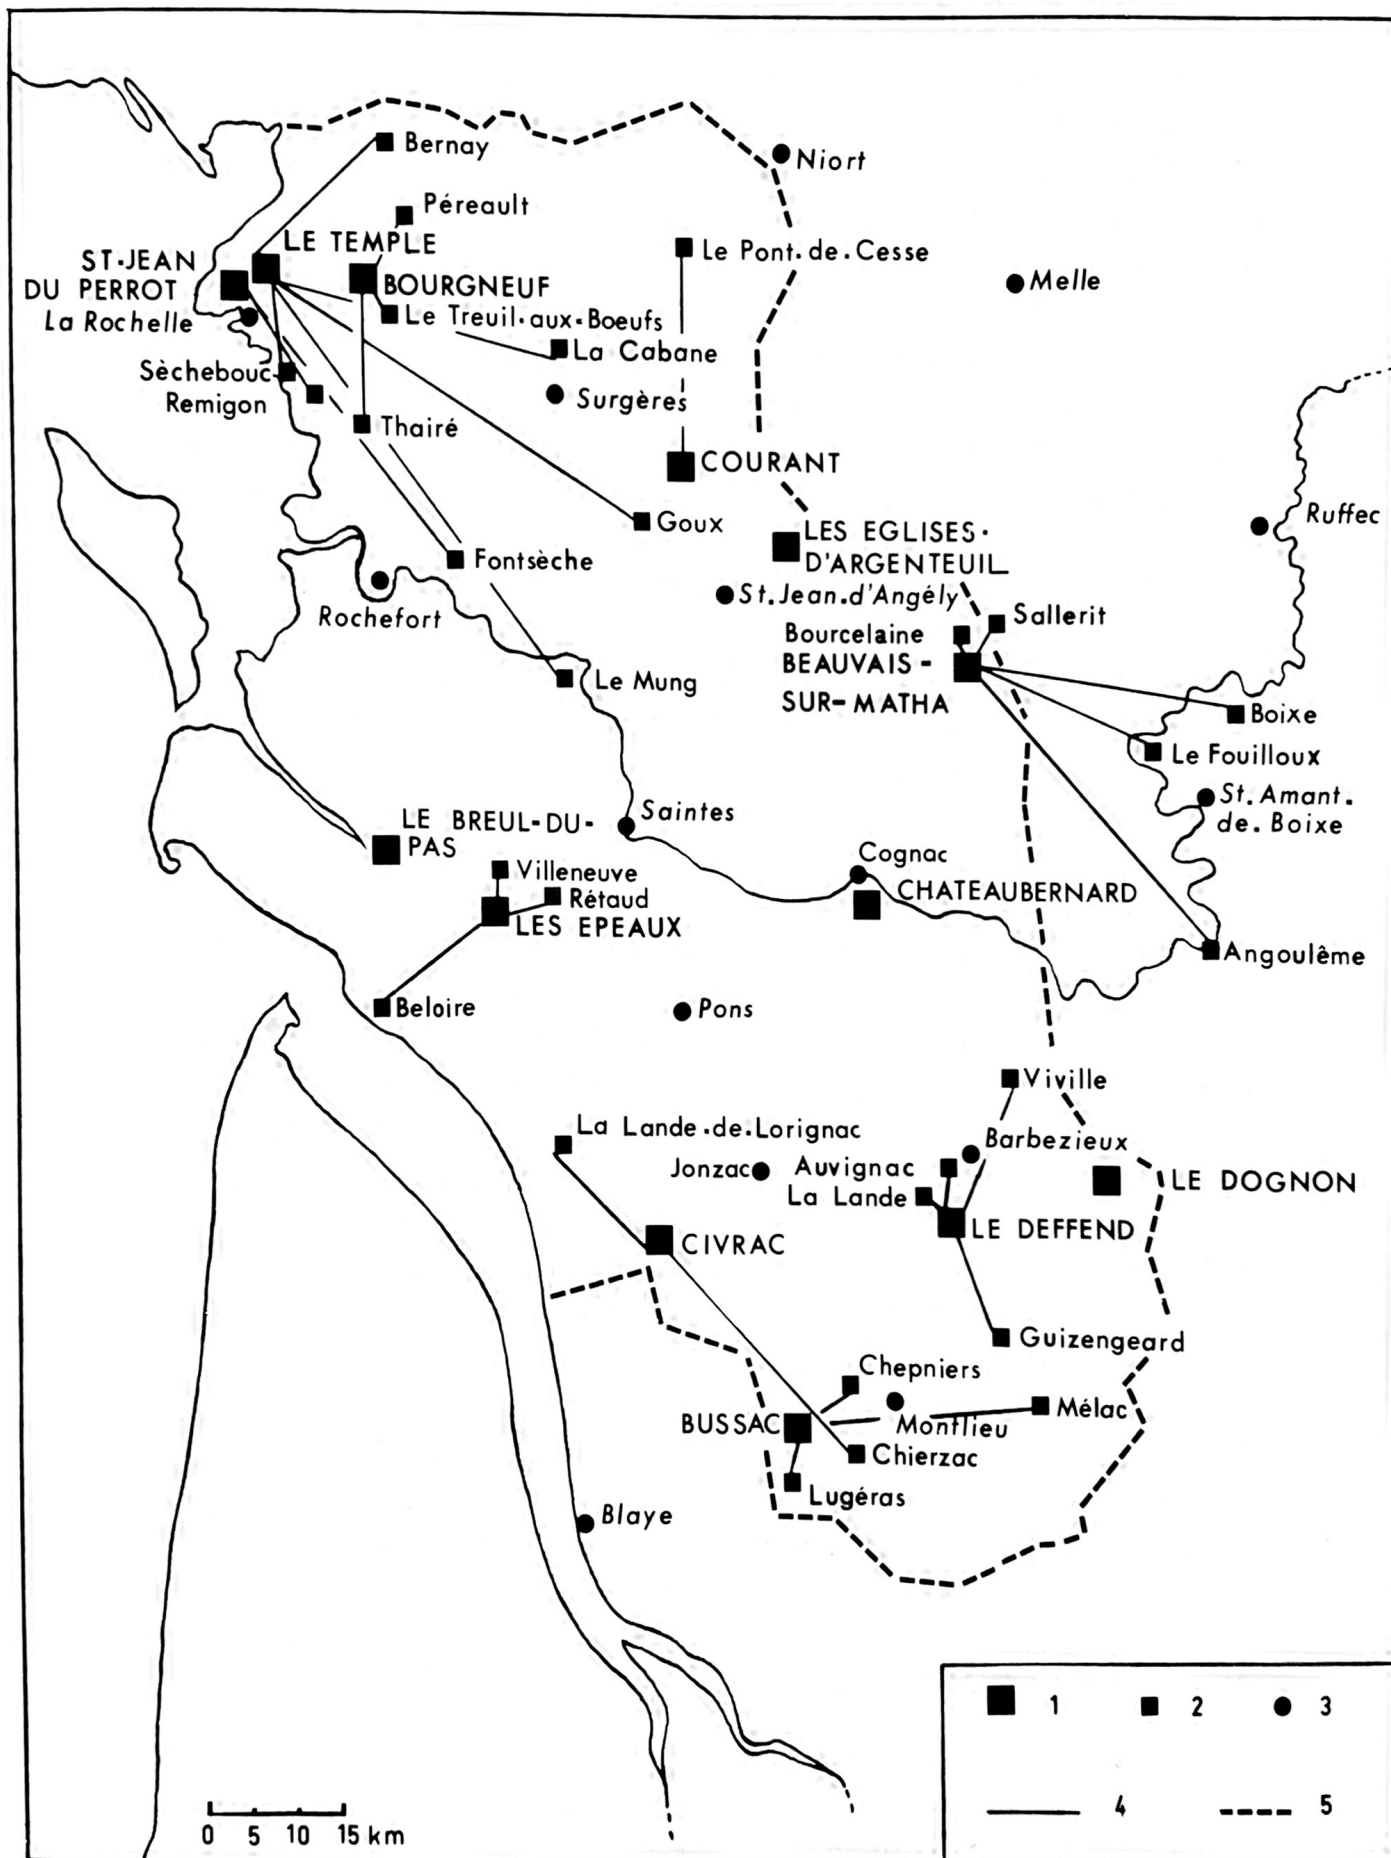 Bernay
Niort
Péreault
LE TEMPLE
Le Pont.de.Cesse
ST-JEAN
DU PERROT
BOURGNEUF
Melle
La Rochelle
Le Treuil-aux-Boeufs
La Cabane
Sèchebouc
Remigon
Surgères
Thairé
COURANT
Goux
Ruffec
LES EGLISES-
D'ARGENTEUIL
Fontsèche
St.Jean.d'Angély
Rochefort
Sallerit
Bourcelaine
BEAUVAIS-
SUR-MATHA
Le Mung
Boixe
Le Fouilloux
St.Amant.
de.Boixe
Saintes
LE BREUL-DU-
PAS
Cognac
Villeneuve
Rétaud
CHATEAUBERNARD
LES EPEAUX
Angoulême
Beloire
Pons
Viville
La Lande.de.Lorignac
Barbezieux
Jonzac
Auvignac
La Lande
LE DOGNON
LE DEFFEND
CIVRAC
Guizengeard
Chepniers
Mélac
BUSSAC
Montlieu
Chierzac
Lugéras
Blaye
1 2 3
4 5
0 5 10 15 km